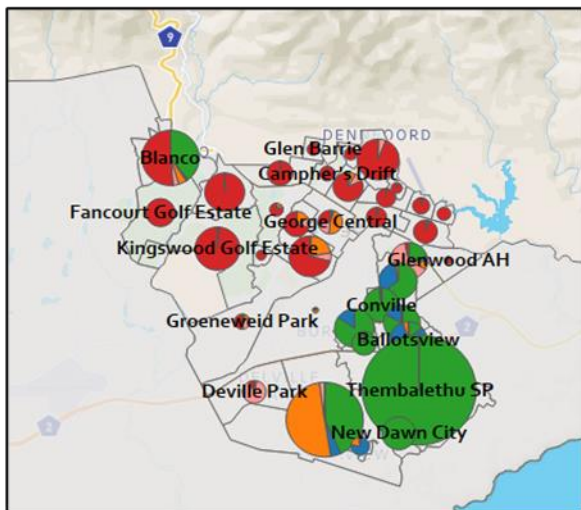 9
DENNEOORD
Glen Barrie
Blanco
Campher's Drift
Fancourt Golf Estate
George Central
Kingswood Golf Estate
Glenwood AH
Conville
Groeneweid Park
2
Ballotsview
Deville Park
Thembalethu SP
New Dawn City
2